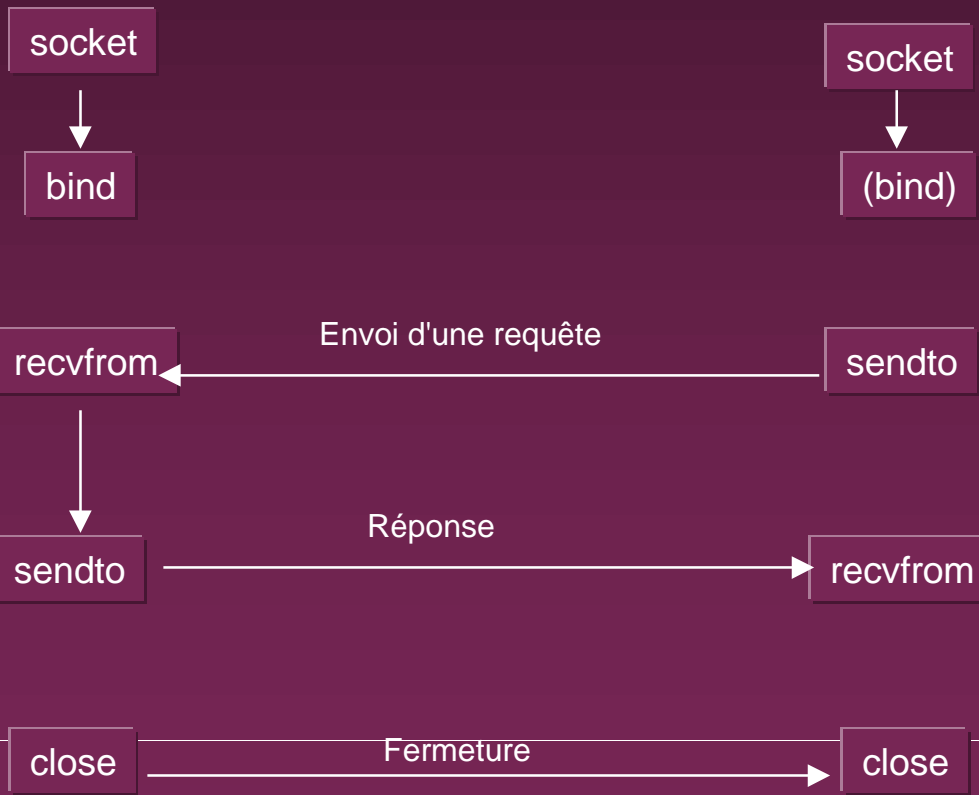 socket
socket
bind
(bind)
Envoi d'une requête
recvfrom
sendto
Réponse
sendto
recvfrom
Fermeture
close
close